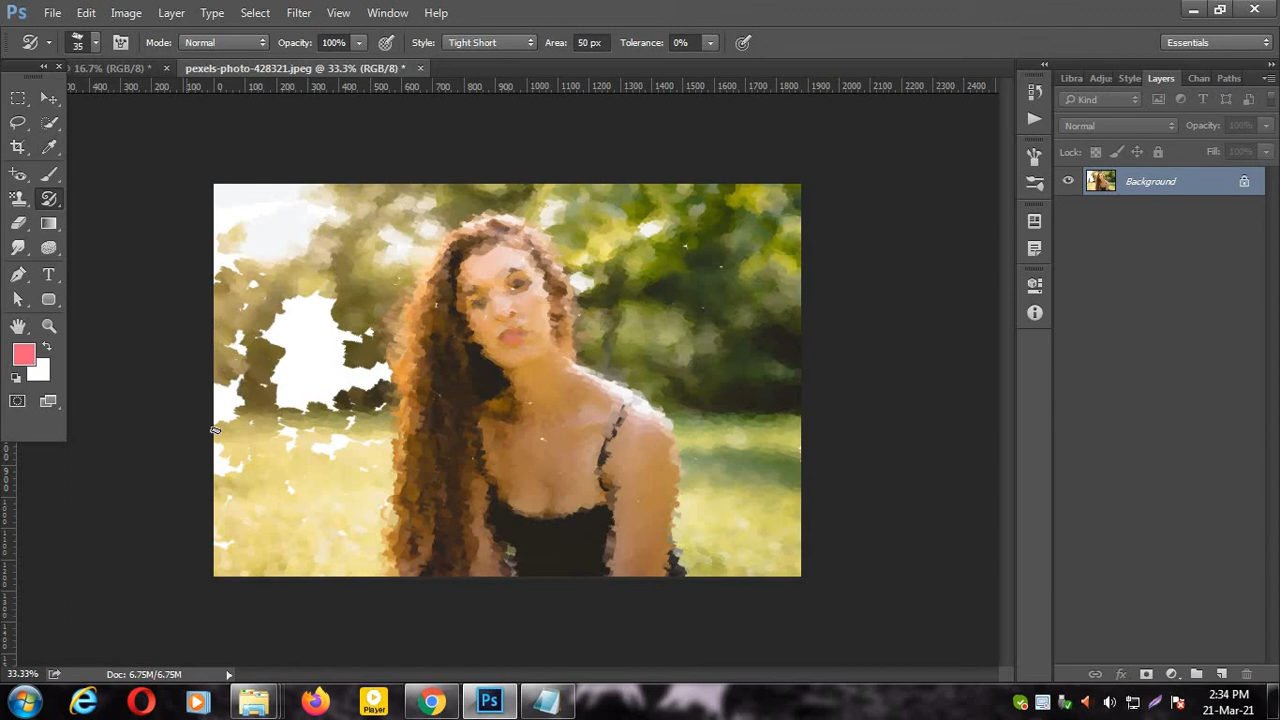 Ps File Edit Image Layer Type Select Filter View Window Help
35 Mode: Normal Opacity: 100% Style: Tight Short Area: 50 px Tolerance: 0% Essentials
16.7% (RGB/8) * × pexels-photo-428321.jpeg @ 33.3% (RGB/8) * ×
Libra Adju Style Layers Chan Paths
400 300 200 100 0 100 200 300 400 500 600 700 800 900 1000 1100 1200 1300 1400 1500 1600 1700 1800 1900 2000 2100 2200 2300 2400
Kind
Normal Opacity: 100%
Lock: Fill: 100%
Background
33.33% Doc: 6.75M/6.75M
Player
Ps
2:34 PM
21-Mar-21